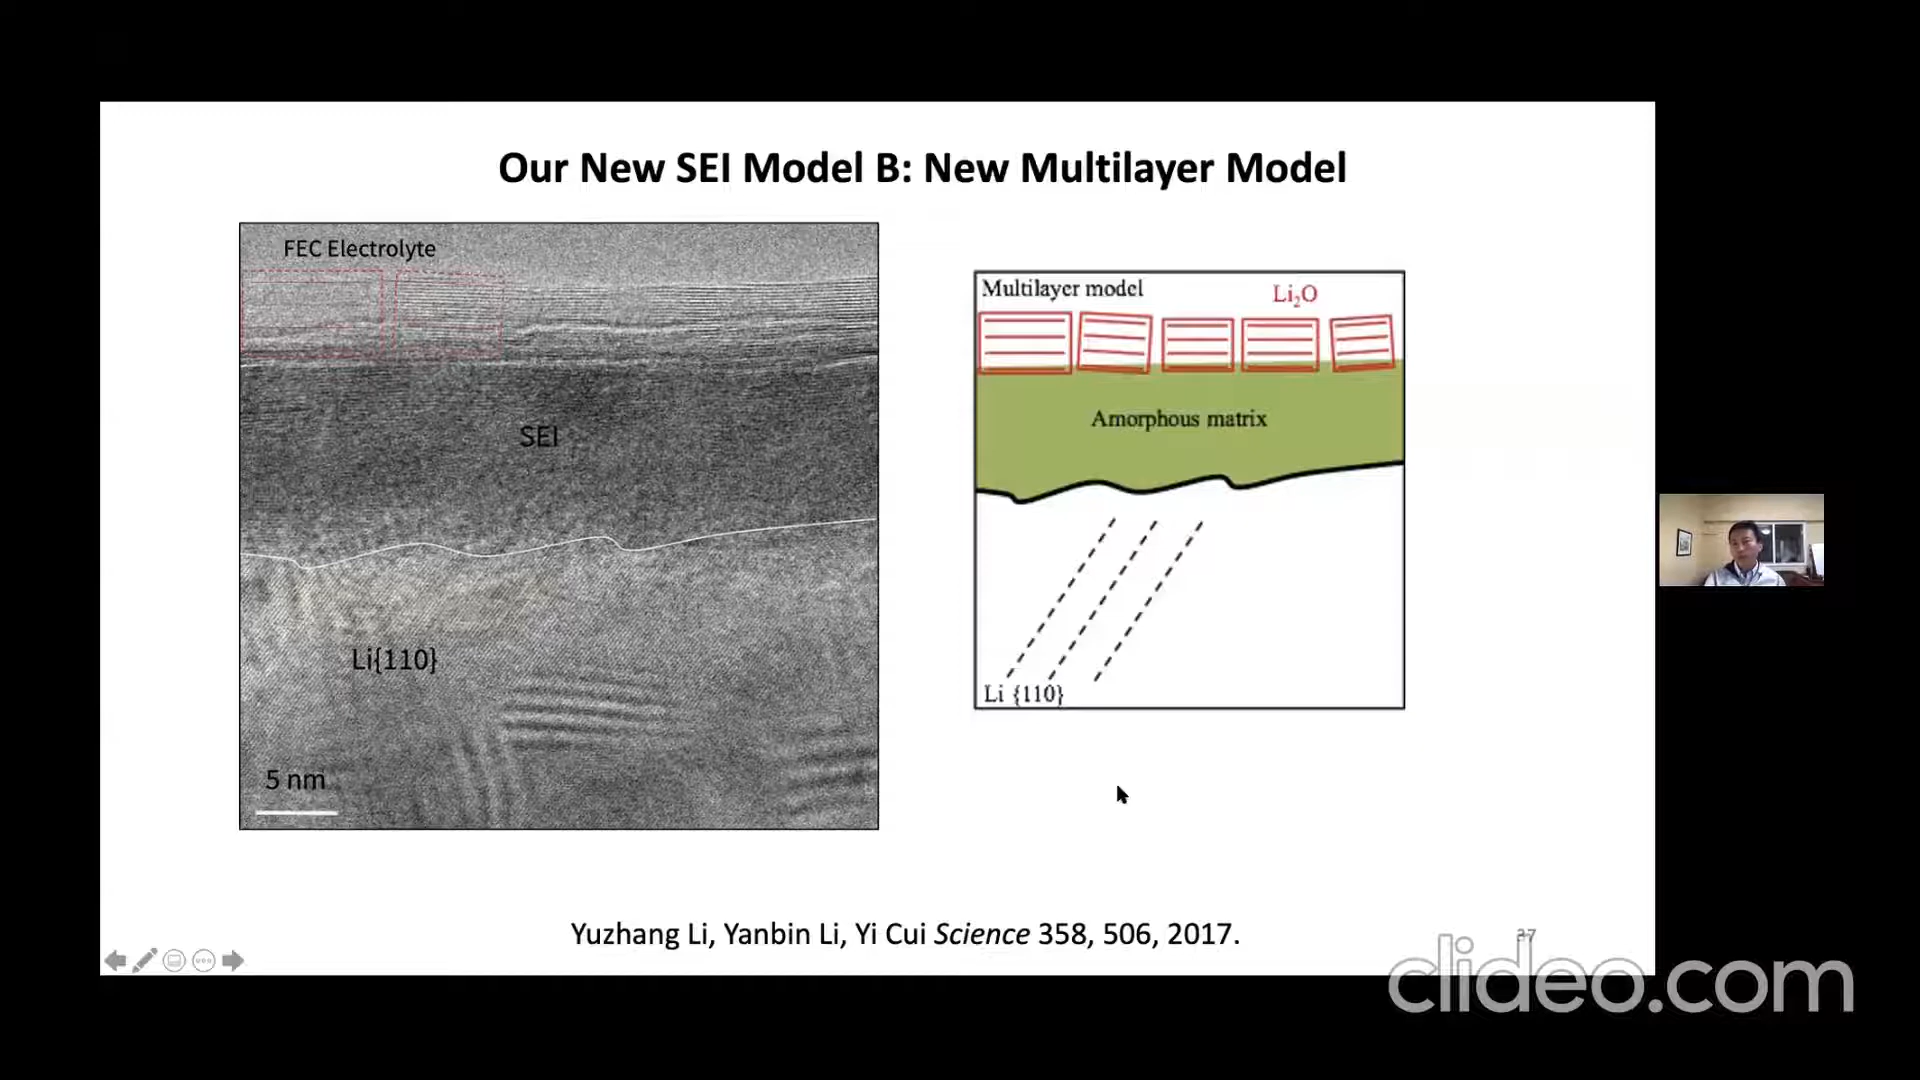 Our New SEI Model B: New Multilayer Model
FEC Electrolyte
SEI
Li{110}
5 nm
Multilayer model
Li₂O
Amorphous matrix
Li {110}
Yuzhang Li, Yanbin Li, Yi Cui Science 358, 506, 2017.
37
clideo.com